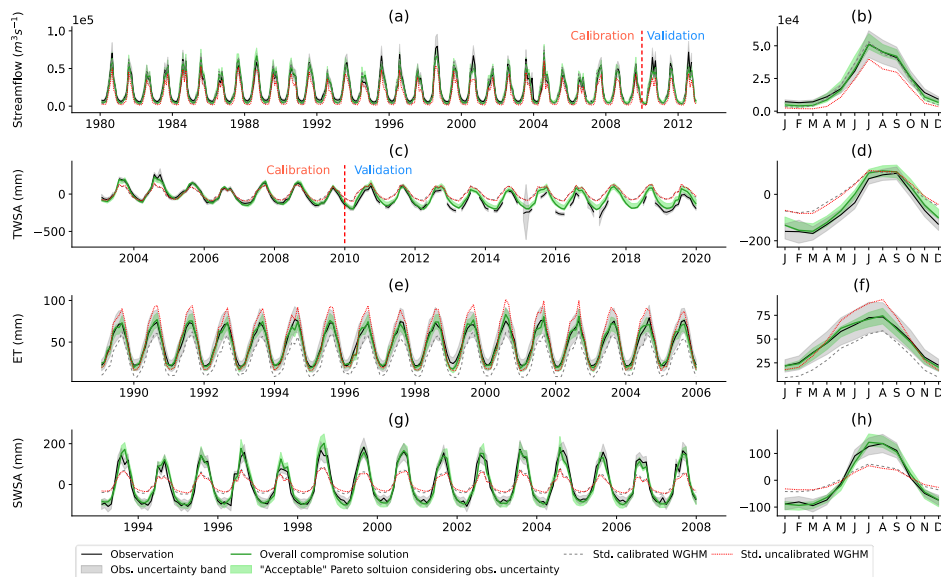 (a)
(b)
1e5
1e4
Streamflow (m³s⁻¹)
1.0
0.5
0.0
Calibration
Validation
5.0
2.5
0.0
1980 1984 1988 1992 1996 2000 2004 2008 2012
J F M A M J J A S O N D
(c)
(d)
TWSA (mm)
0
−500
Calibration
Validation
0
−200
2004 2006 2008 2010 2012 2014 2016 2018 2020
J F M A M J J A S O N D
(e)
(f)
ET (mm)
100
50
75
50
25
1990 1992 1994 1996 1998 2000 2002 2004 2006
J F M A M J J A S O N D
(g)
(h)
SWSA (mm)
200
0
100
0
−100
1994 1996 1998 2000 2002 2004 2006 2008
J F M A M J J A S O N D
Observation
Overall compromise solution
Std. calibrated WGHM
Std. uncalibrated WGHM
Obs. uncertainty band
"Acceptable" Pareto soltuion considering obs. uncertainty